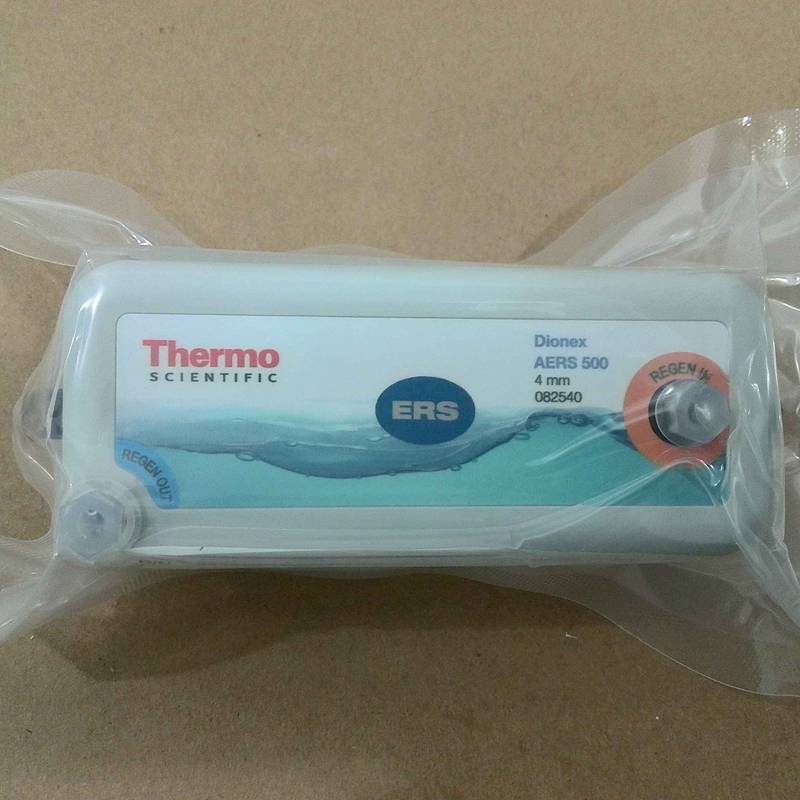 Thermo
SCIENTIFIC
Dionex
AERS 500
4 mm
082540
ERS
REGEN IN
REGEN OUT